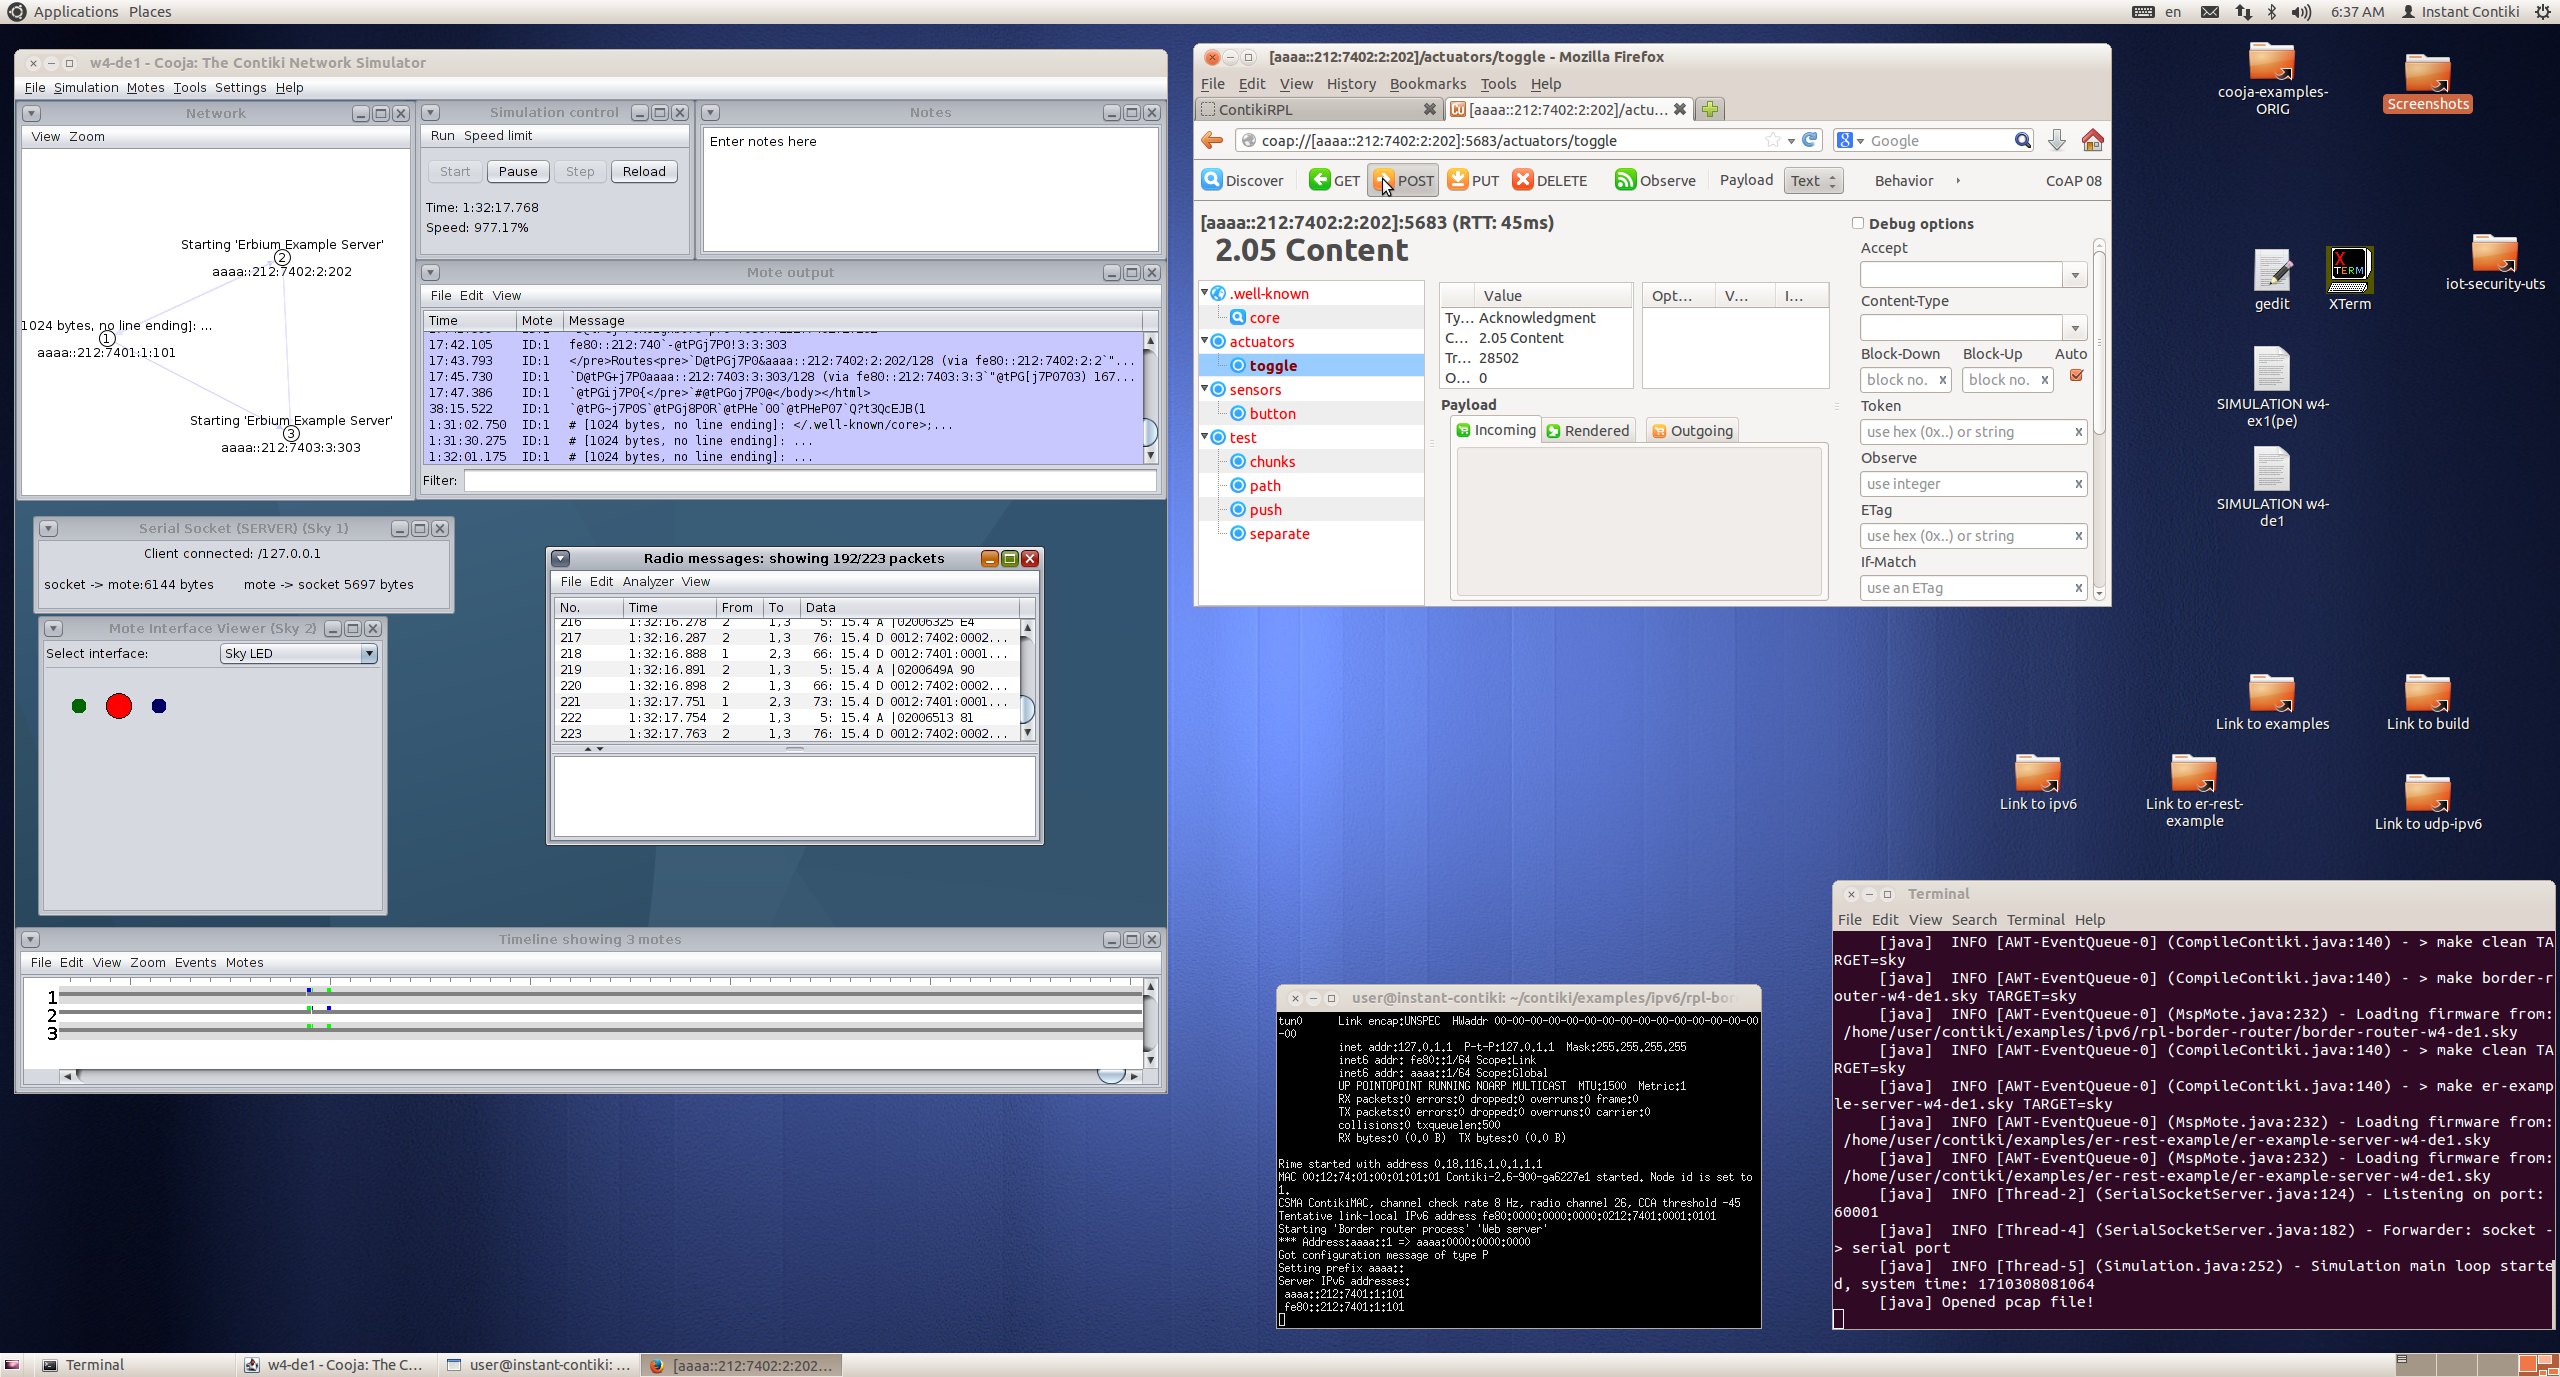 Applications Places
en 6:37 AM Instant Contiki
w4-de1 - Cooja: The Contiki Network Simulator
File Simulation Motes Tools Settings Help
Network
View Zoom
Starting 'Erbium Example Server'
2
aaaa::212:7402:2:202
1024 bytes, no line ending]: ...
1
aaaa::212:7401:1:101
Starting 'Erbium Example Server'
3
aaaa::212:7403:3:303
Simulation control
Run Speed limit
Start Pause Step Reload
Time: 1:32:17.768
Speed: 977.17%
Notes
Enter notes here
Mote output
File Edit View
Time Mote Message
17:42.105 ID:1 fe80::212:740`-@tPGj7P0!3:3:303
17:43.793 ID:1 </pre>Routes<pre>`D@tPGj7P0&aaaa::212:7402:2:202/128 (via fe80::212:7402:2:2`"...
17:45.730 ID:1 `D@tPG+j7P0aaaa::212:7403:3:303/128 (via fe80::212:7403:3:3`"@tPG[j7P0703) 167...
17:47.386 ID:1 `@tPGij7P0{</pre>`#@tPGoj7P0@</body></html>
38:15.522 ID:1 `@tPG~j7P0S`@tPGj8P0R`@tPHe`00`@tPHeP07`Q?t3QcEJB(1
1:31:02.750 ID:1 # [1024 bytes, no line ending]: </.well-known/core>;...
1:31:30.275 ID:1 # [1024 bytes, no line ending]: ...
1:32:01.175 ID:1 # [1024 bytes, no line ending]: ...
Filter:
Serial Socket (SERVER) (Sky 1)
Client connected: /127.0.0.1
socket -> mote:6144 bytes mote -> socket 5697 bytes
Mote Interface Viewer (Sky 2)
Select interface: Sky LED
Radio messages: showing 192/223 packets
File Edit Analyzer View
No. Time From To Data
216 1:32:16.278 2 1,3 5: 15.4 A |02006325 E4
217 1:32:16.287 2 1,3 76: 15.4 D 0012:7402:0002...
218 1:32:16.888 1 2,3 66: 15.4 D 0012:7401:0001...
219 1:32:16.891 2 1,3 5: 15.4 A |0200649A 90
220 1:32:16.898 2 1,3 66: 15.4 D 0012:7402:0002...
221 1:32:17.751 1 2,3 73: 15.4 D 0012:7401:0001...
222 1:32:17.754 2 1,3 5: 15.4 A |02006513 81
223 1:32:17.763 2 1,3 76: 15.4 D 0012:7402:0002...
Timeline showing 3 motes
File Edit View Zoom Events Motes
1
2
3
[aaaa::212:7402:2:202]/actuators/toggle - Mozilla Firefox
File Edit View History Bookmarks Tools Help
ContikiRPL Cu [aaaa::212:7402:2:202]/actu...
coap://[aaaa::212:7402:2:202]:5683/actuators/toggle 8 Google
Discover GET POST PUT DELETE Observe Payload Text Behavior CoAP 08
[aaaa::212:7402:2:202]:5683 (RTT: 45ms)
2.05 Content
.well-known
core
actuators
toggle
sensors
button
test
chunks
path
push
separate
Value
Ty... Acknowledgment
C... 2.05 Content
Tr... 28502
O... 0
Opt... V... I...
Payload
Incoming Rendered Outgoing
Debug options
Accept
Content-Type
Block-Down Block-Up Auto
block no. x block no. x
Token
use hex (0x..) or string x
Observe
use integer x
ETag
use hex (0x..) or string x
If-Match
use an ETag x
cooja-examples-
ORIG
Screenshots
gedit
X TERM
XTerm
iot-security-uts
SIMULATION w4-
ex1(pe)
SIMULATION w4-
de1
Link to examples
Link to build
Link to ipv6
Link to er-rest-
example
Link to udp-ipv6
user@instant-contiki: ~/contiki/examples/ipv6/rpl-bor
tun0 Link encap:UNSPEC HWaddr 00-00-00-00-00-00-00-00-00-00-00-00-00-00-00
-00
inet addr:127.0.1.1 P-t-P:127.0.1.1 Mask:255.255.255.255
inet6 addr: fe80::1/64 Scope:Link
inet6 addr: aaaa::1/64 Scope:Global
UP POINTOPOINT RUNNING NOARP MULTICAST MTU:1500 Metric:1
RX packets:0 errors:0 dropped:0 overruns:0 frame:0
TX packets:0 errors:0 dropped:0 overruns:0 carrier:0
collisions:0 txqueuelen:500
RX bytes:0 (0.0 B) TX bytes:0 (0.0 B)
Rime started with address 0.18.116.1.0.1.1.1
MAC 00:12:74:01:00:01:01:01 Contiki-2.6-900-ga6227e1 started. Node id is set to
1.
CSMA ContikiMAC, channel check rate 8 Hz, radio channel 26, CCA threshold -45
Tentative link-local IPv6 address fe80:0000:0000:0000:0212:7401:0001:0101
Starting 'Border router process' 'Web server'
*** Address:aaaa::1 => aaaa:0000:0000:0000
Got configuration message of type P
Setting prefix aaaa::
Server IPv6 addresses:
aaaa::212:7401:1:101
fe80::212:7401:1:101
Terminal
File Edit View Search Terminal Help
[java] INFO [AWT-EventQueue-0] (CompileContiki.java:140) - > make clean TA
RGET=sky
[java] INFO [AWT-EventQueue-0] (CompileContiki.java:140) - > make border-r
outer-w4-de1.sky TARGET=sky
[java] INFO [AWT-EventQueue-0] (MspMote.java:232) - Loading firmware from:
/home/user/contiki/examples/ipv6/rpl-border-router/border-router-w4-de1.sky
[java] INFO [AWT-EventQueue-0] (CompileContiki.java:140) - > make clean TA
RGET=sky
[java] INFO [AWT-EventQueue-0] (CompileContiki.java:140) - > make er-examp
le-server-w4-de1.sky TARGET=sky
[java] INFO [AWT-EventQueue-0] (MspMote.java:232) - Loading firmware from:
/home/user/contiki/examples/er-rest-example/er-example-server-w4-de1.sky
[java] INFO [AWT-EventQueue-0] (MspMote.java:232) - Loading firmware from:
/home/user/contiki/examples/er-rest-example/er-example-server-w4-de1.sky
[java] INFO [Thread-2] (SerialSocketServer.java:124) - Listening on port:
60001
[java] INFO [Thread-4] (SerialSocketServer.java:182) - Forwarder: socket -
> serial port
[java] INFO [Thread-5] (Simulation.java:252) - Simulation main loop starte
d, system time: 1710308081064
[java] Opened pcap file!
Terminal w4-de1 - Cooja: The C... user@instant-contiki: ... [aaaa::212:7402:2:202...